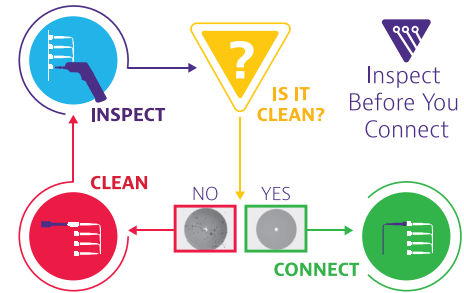 ?
INSPECT
IS IT
CLEAN?
Inspect
Before You
Connect
CLEAN
NO
YES
CONNECT